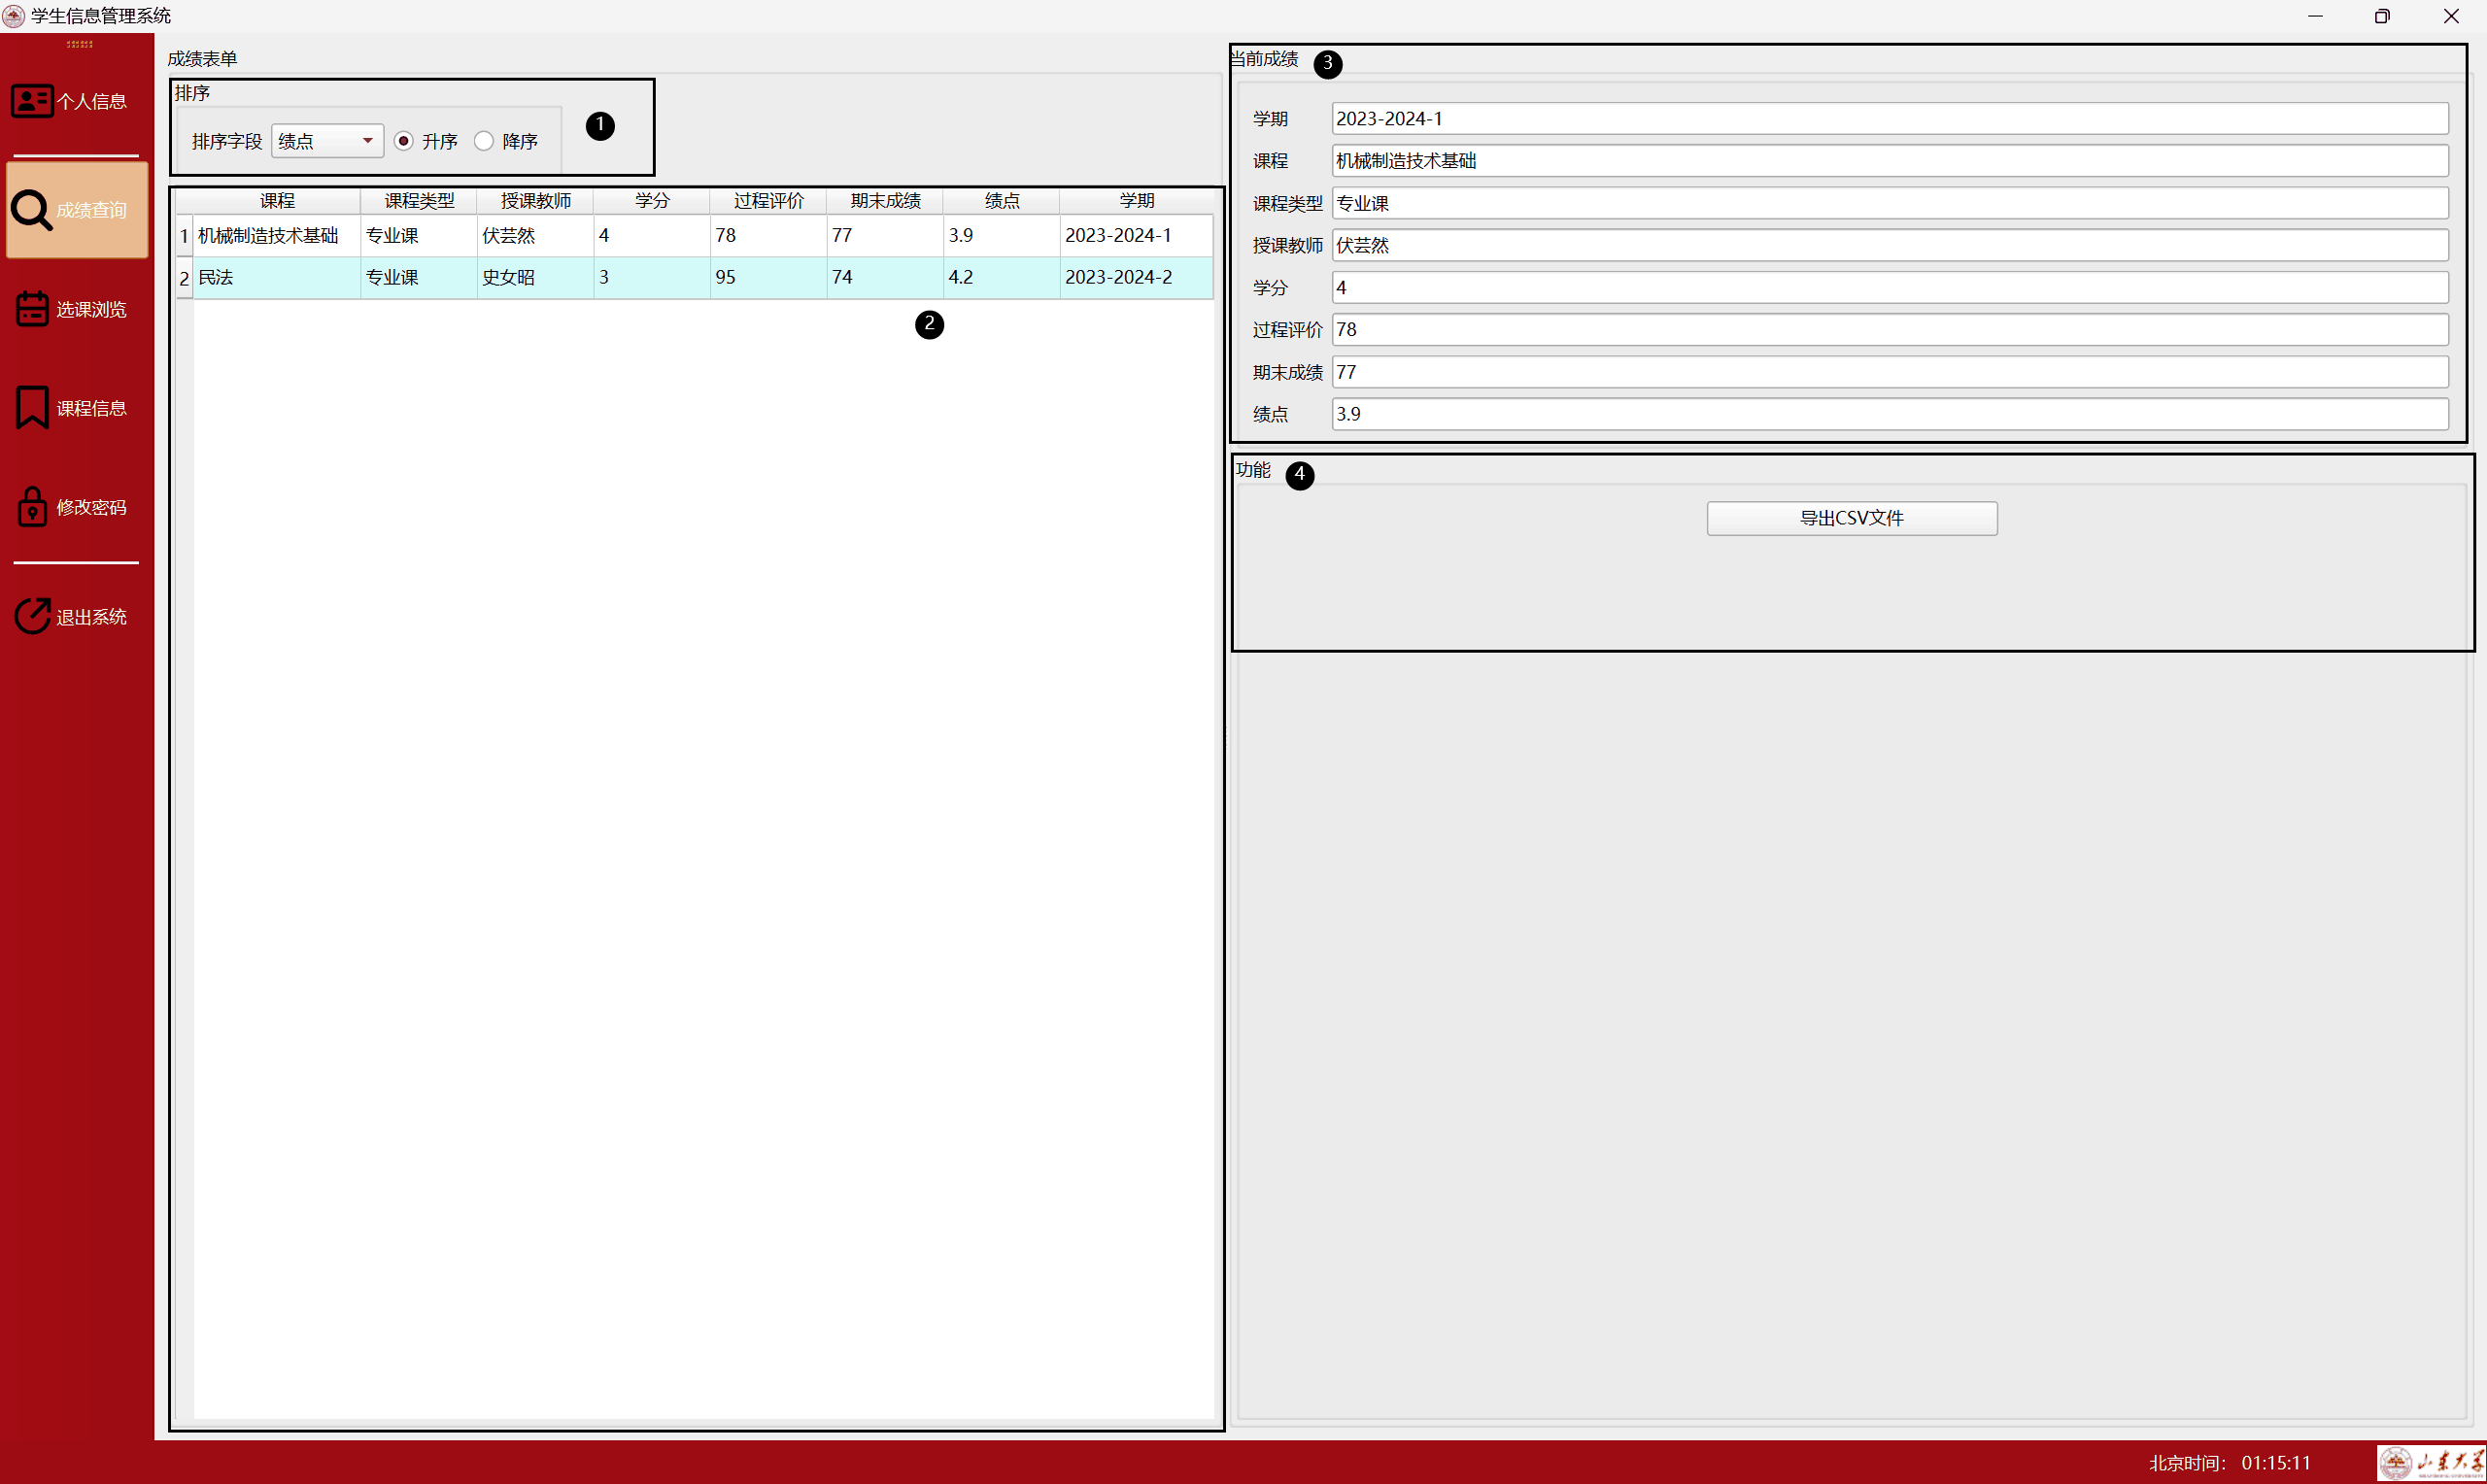 学生信息管理系统
个人信息
成绩查询
选课浏览
课程信息
修改密码
退出系统
成绩表单
排序
排序字段 绩点 升序 降序
1
课程 课程类型 授课教师 学分 过程评价 期末成绩 绩点 学期
1 机械制造技术基础 专业课 伏芸然 4 78 77 3.9 2023-2024-1
2 民法 专业课 史女昭 3 95 74 4.2 2023-2024-2
2
当前成绩 3
学期 2023-2024-1
课程 机械制造技术基础
课程类型 专业课
授课教师 伏芸然
学分 4
过程评价 78
期末成绩 77
绩点 3.9
功能 4
导出CSV文件
北京时间： 01:15:11
山东大学